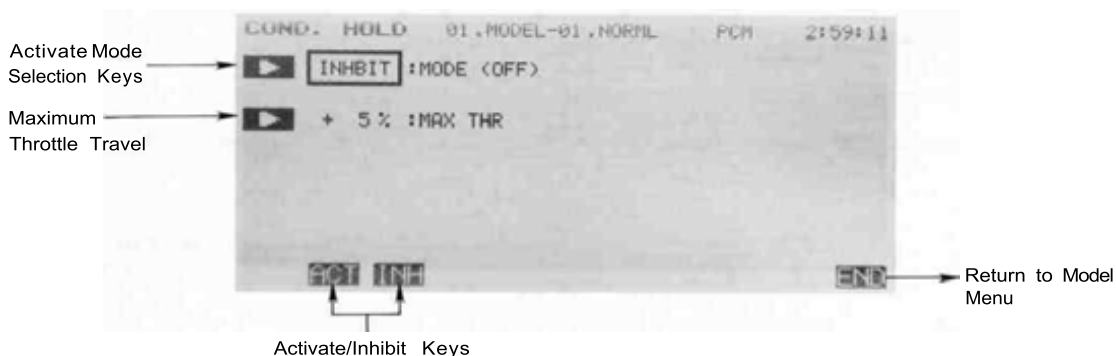 COND. HOLD 01.MODEL-01.NORML PCM 2:59:11
Activate Mode
Selection Keys
INHBIT :MODE (OFF)
Maximum
Throttle Travel
+ 5% :MAX THR
ACT INH END
Return to Model
Menu
Activate/Inhibit Keys